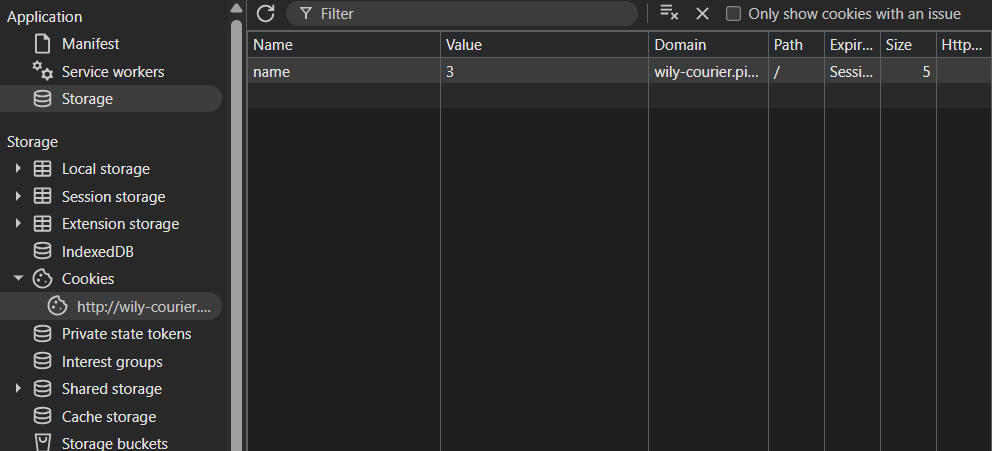 Application
Manifest
Service workers
Storage
Storage
Local storage
Session storage
Extension storage
IndexedDB
Cookies
http://wily-courier....
Private state tokens
Interest groups
Shared storage
Cache storage
Storage buckets
Filter
Only show cookies with an issue
Name Value Domain Path Expir... Size Http...
name 3 wily-courier.pi... / Sessi... 5